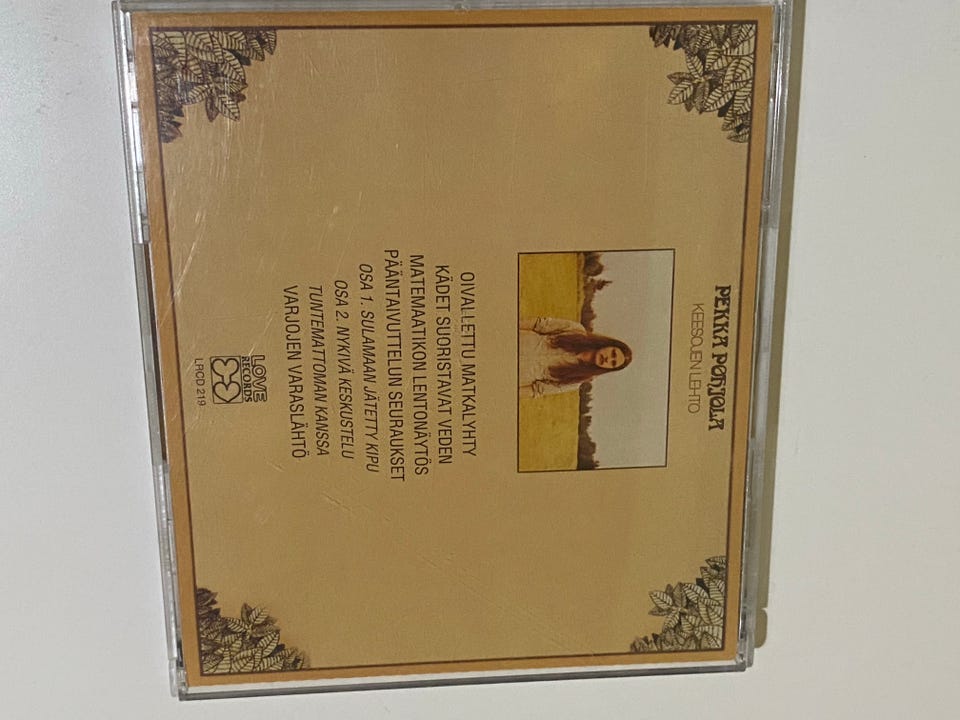 PEKKA POHJOLA
KEESOJEN LEHTO
OIVALLETTU MATKALYHTY
KÄDET SUORISTAVAT VEDEN
MATEMAATIKON LENTONÄYTÖS
PÄÄNTAIVUTTELUN SEURAUKSET
OSA 1. SULAMAAN JÄTETTY KIPU
OSA 2. NYKIVÄ KESKUSTELU
TUNTEMATTOMAN KANSSA
VARJOJEN VARASLÄHTÖ
LOVE
RECORDS
LRCD 219